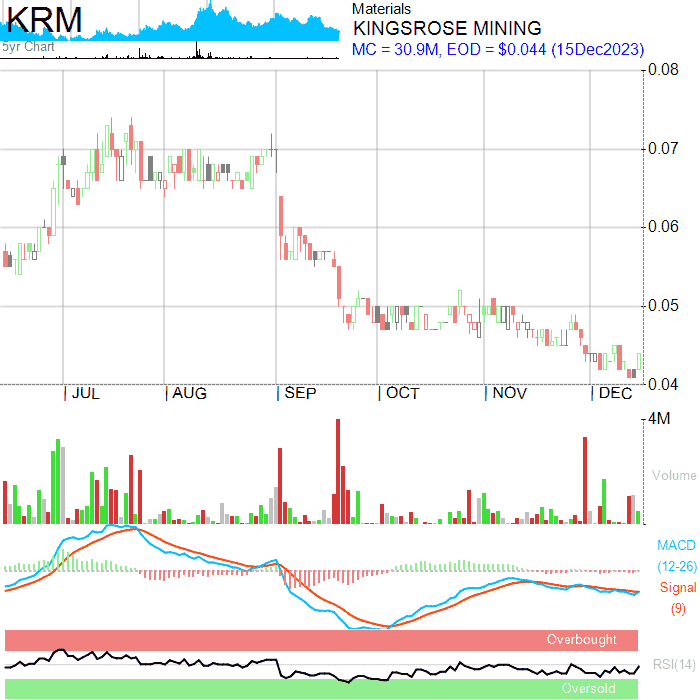 KRM
5yr Chart
Materials
KINGSROSE MINING
MC = 30.9M, EOD = $0.044 (15Dec2023)
0.08
0.07
0.06
0.05
0.04
JUL
AUG
SEP
OCT
NOV
DEC
4M
Volume
MACD
(12-26)
Signal
(9)
Overbought
RSI(14)
Oversold